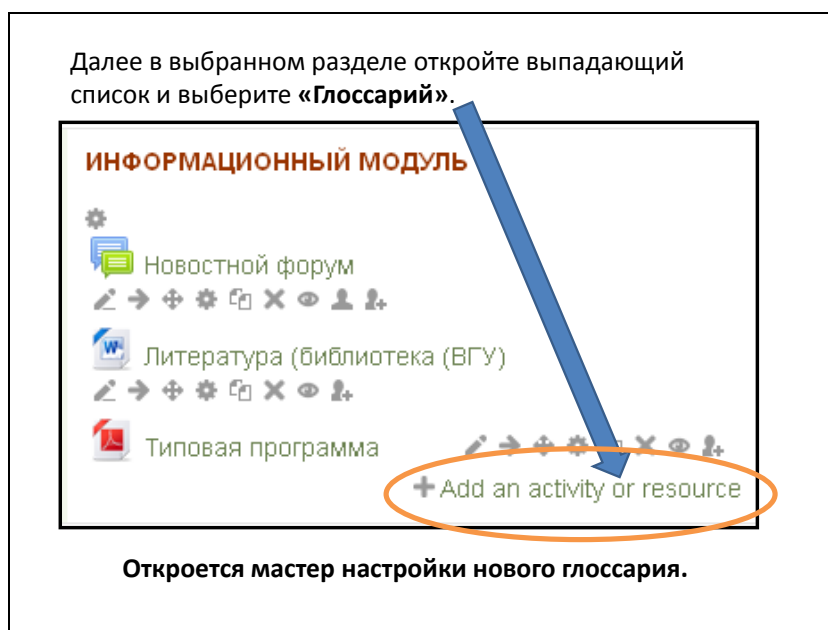 Далее в выбранном разделе откройте выпадающий
список и выберите «Глоссарий».
ИНФОРМАЦИОННЫЙ МОДУЛЬ
Новостной форум
Литература (библиотека (ВГУ)
Типовая программа
Add an activity or resource
Откроется мастер настройки нового глоссария.